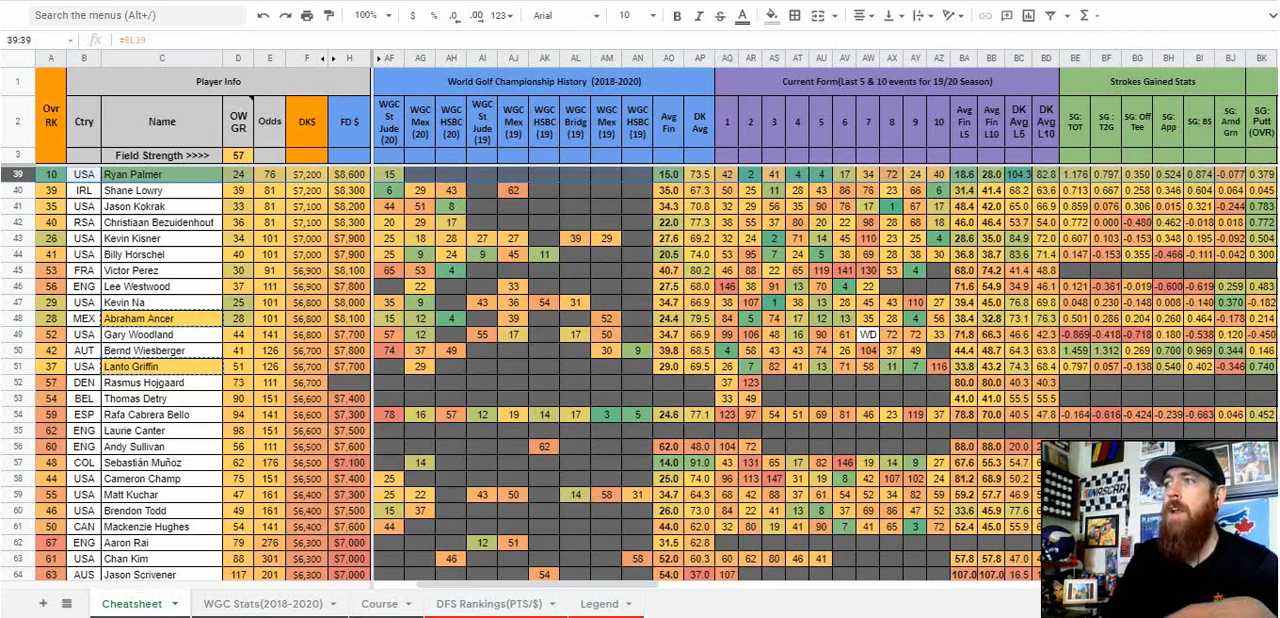 Search the menus (Alt+/) 100% $ % .0 .00 123 Arial 10 B I S A
39:39 fx =EL39
A B C D E F H AF AG AH AI AJ AK AL AM AN AO AP AQ AR AS AT AU AV AW AX AY AZ BA BB BC BD BE BF BG BH BI BJ BK
1 Player Info World Golf Championship History (2018-2020) Current Form(Last 5 & 10 events for 19/20 Season) Strokes Gained Stats
2 Ovr RK Ctry Name OW GR Odds DK$ FD $ WGC St Jude (20) WGC Mex (20) WGC HSBC (20) WGC St Jude (19) WGC Mex (19) WGC HSBC (19) WGC Bridg (19) WGC Mex (19) WGC HSBC (19) Avg Fin DK Avg 1 2 3 4 5 6 7 8 9 10 Avg Fin L5 Avg Fin L10 DK Avg L5 DK Avg L10 SG: TOT SG : T2G SG: Off Tee SG: App SG: BS SG: Arnd Grn SG: Putt (OVR)
3 Field Strength >>>> 57
39 10 USA Ryan Palmer 24 76 $7,200 $8,600 15 15.0 73.5 42 2 41 4 4 17 34 72 24 40 18.6 28.0 104.3 82.8 1.176 0.797 0.350 0.524 0.874 -0.077 0.379
40 39 IRL Shane Lowry 39 81 $7,100 $8,300 6 29 43 62 35.0 67.3 50 25 11 28 43 86 76 23 66 6 31.4 41.4 68.2 63.6 0.711 0.666 0.038 0.308 0.346 0.604 0.045
41 35 USA Jason Kokrak 33 81 $7,100 $8,200 44 51 8 34.3 70.8 32 29 56 35 90 76 17 1 67 17 48.4 42.0 65.0 66.9 0.859 0.076 0.306 0.015 0.321 -0.244 0.783
42 40 RSA Christiaan Bezuidenhout 34 81 $7,000 $8,300 20 29 17 22.0 77.3 38 55 37 80 20 22 98 28 68 18 46.0 46.4 53.7 54.0 0.772 0.000 -0.480 0.462 -0.018 0.018 0.772
43 26 USA Kevin Kisner 34 101 $7,000 $7,900 25 18 28 27 27 39 29 27.6 69.2 32 24 2 71 14 45 110 23 25 4 28.6 35.0 84.9 72.0 0.607 0.103 -0.153 0.348 0.195 -0.092 0.504
44 41 USA Billy Horschel 40 101 $7,000 $7,900 25 9 24 9 45 11 20.5 74.0 53 95 7 24 5 38 69 28 38 30 36.8 38.7 83.6 71.4 0.147 -0.153 0.355 -0.466 -0.111 -0.042 0.300
45 53 FRA Victor Perez 30 91 $6,900 $8,100 65 53 4 40.7 80.2 46 88 22 65 119 141 130 53 4 68.0 74.2 41.4 48.8
46 56 ENG Lee Westwood 37 111 $6,900 $7,800 22 33 27.5 68.0 146 38 91 13 70 4 22 71.6 54.9 34.9 46.1 0.121 -0.361 -0.019 -0.600 -0.619 0.259 0.483
47 29 USA Kevin Na 25 101 $6,800 $8,000 35 9 43 36 54 31 34.7 66.9 38 107 1 38 13 28 45 43 110 27 39.4 45.0 76.8 69.8 0.048 0.230 -0.148 0.008 -0.140 0.370 -0.182
48 28 MEX Abraham Ancer 28 101 $6,800 $8,000 15 12 4 39 52 24.4 79.5 84 5 74 17 12 38 13 35 4 56 38.4 32.8 73.1 76.3 0.300 0.521 0.206 0.494 0.460 -0.178 0.214
49 52 USA Gary Woodland 44 141 $6,800 $7,700 57 12 55 17 17 50 34.7 66.9 99 106 48 16 90 61 WD 72 72 33 71.8 66.3 46.6 42.3 -0.869 -0.418 -0.718 0.180 -0.538 0.120 -0.450
50 42 AUT Bernd Wiesberger 41 126 $6,700 $7,800 74 37 49 30 9 39.8 68.5 4 58 43 43 74 26 104 49 37 44.4 48.7 64.3 63.8 1.459 1.312 0.269 0.700 0.969 0.344 0.146
51 37 USA Lanto Griffin 51 126 $6,700 $7,600 29 29.0 69.5 26 7 82 41 13 71 58 11 7 116 33.8 43.2 74.4 68.1 0.797 0.057 -0.138 0.540 0.402 -0.346 0.740
52 57 DEN Rasmus Hojgaard 73 111 $6,700 37 123 80.0 80.0 40.3 40.3
53 54 BEL Thomas Detry 90 151 $6,600 $7,400 33 49 41.0 41.0 55.5 55.5
54 59 ESP Rafa Cabrera Bello 94 141 $6,600 $7,300 78 16 57 12 19 14 17 3 5 24.6 77.1 123 97 54 51 69 81 46 23 119 37 78.8 70.0 40.5 47.8 -0.164 -0.616 -0.424 -0.239 -0.663 0.046 0.452
55 62 ENG Laurie Canter 98 151 $6,600 $7,500
56 60 ENG Andy Sullivan 56 111 $6,500 $7,600 62 62.0 48.0 104 72 88.0 88.0 20.0
57 48 COL Sebastián Muñoz 62 176 $6,500 $7,100 14 14.0 91.0 43 131 65 17 82 146 19 14 9 27 67.6 55.3
58 44 USA Cameron Champ 75 151 $6,500 $7,400 25 25.0 74.0 96 113 147 31 19 8 42 107 102 24 81.2 68.9
59 55 USA Matt Kuchar 47 161 $6,400 $7,300 25 22 43 50 14 58 31 34.7 64.3 68 42 88 37 61 54 52 34 82 59 59.2 57.7
60 46 USA Brendon Todd 49 161 $6,400 $7,500 15 37 26.0 73.0 84 22 41 13 8 37 69 86 47 52 33.6 45.9
61 50 CAN Mackenzie Hughes 54 141 $6,400 $7,200 44 44.0 62.0 32 80 19 41 90 7 41 65 3 72 52.4 45.0
62 67 ENG Aaron Rai 79 276 $6,300 $7,000 12 51 31.5 62.8
63 61 USA Chan Kim 88 301 $6,300 $7,000 46 58 52.0 60.3 60 62 80 46 41 57.8 57.8 47.0
64 63 AUS Jason Scrivener 117 201 $6,300 $7,000 54 54.0 37.0 107 107.0 107.0 16.5
NASCAR
Cheatsheet WGC Stats(2018-2020) Course DFS Rankings(PTS/$) Legend